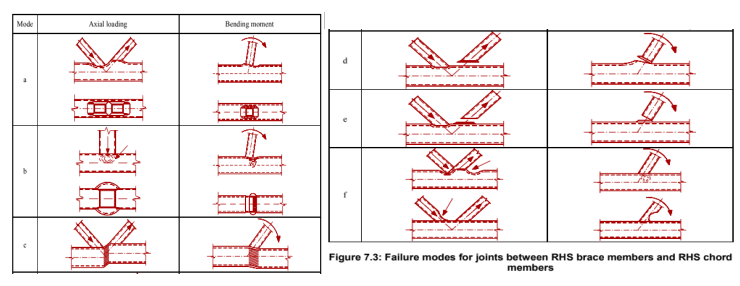 Mode Axial loading Bending moment
a
b
c
d
e
f
Figure 7.3: Failure modes for joints between RHS brace members and RHS chord
members